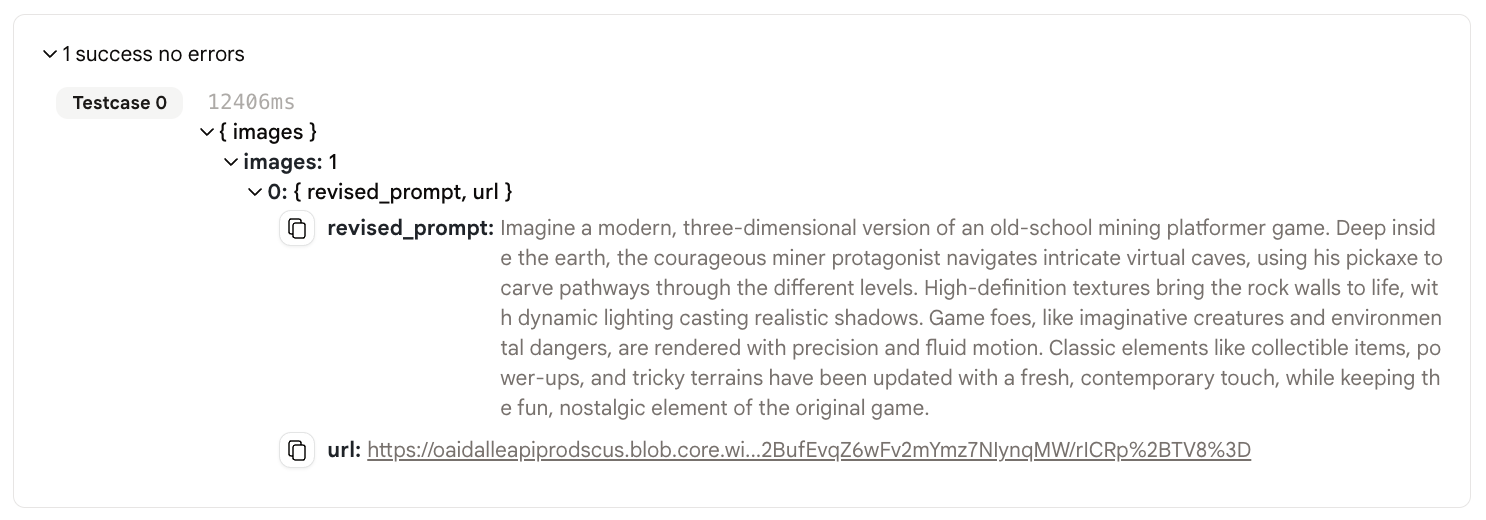 1 success no errors
Testcase 0 12406ms
{ images }
images: 1
0: { revised_prompt, url }
revised_prompt: Imagine a modern, three-dimensional version of an old-school mining platformer game. Deep insid
e the earth, the courageous miner protagonist navigates intricate virtual caves, using his pickaxe to
carve pathways through the different levels. High-definition textures bring the rock walls to life, wit
h dynamic lighting casting realistic shadows. Game foes, like imaginative creatures and environmen
tal dangers, are rendered with precision and fluid motion. Classic elements like collectible items, po
wer-ups, and tricky terrains have been updated with a fresh, contemporary touch, while keeping th
e fun, nostalgic element of the original game.
url: https://oaidalleapiprodscus.blob.core.wi...2BufEvqZ6wFv2mYmz7NlynqMW/rICRp%2BTV8%3D